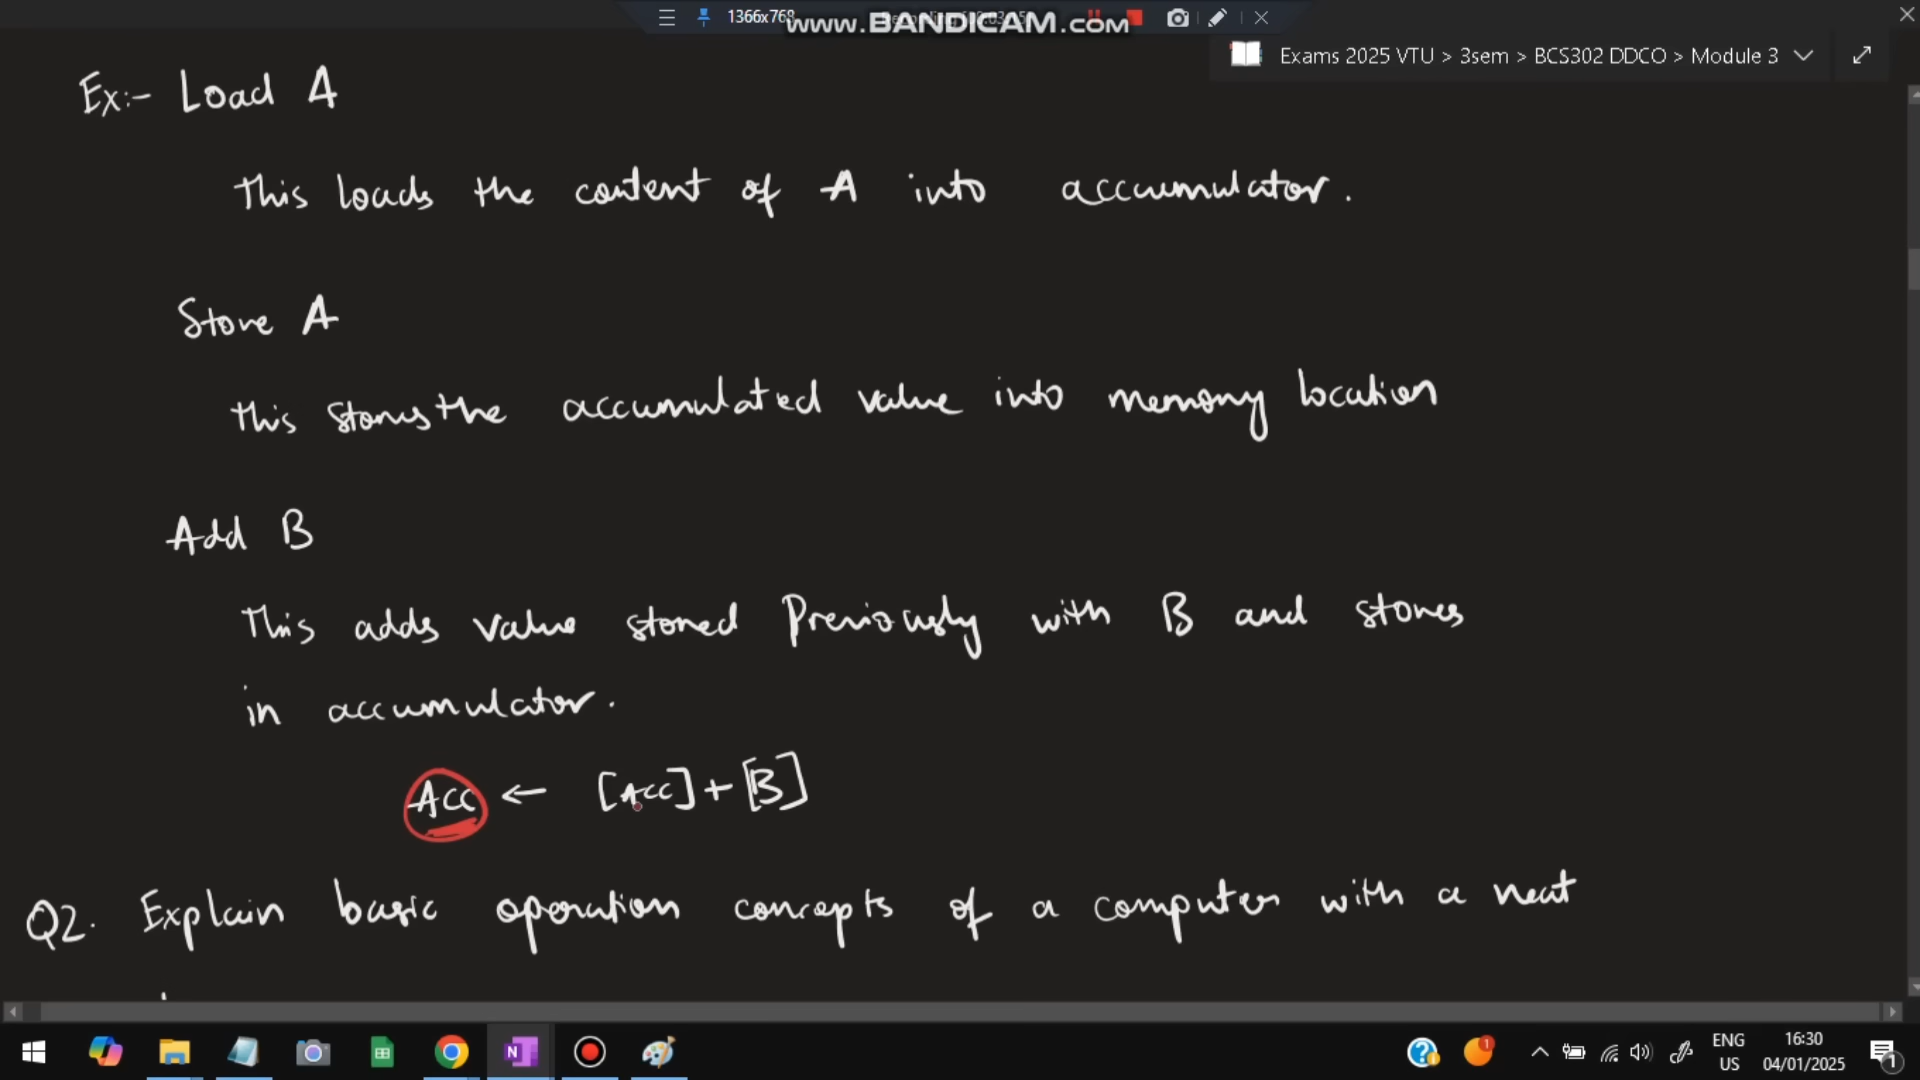 1366x768
www.BANDICAM.com
Exams 2025 VTU > 3sem > BCS302 DDCO > Module 3
Ex:- Load A
This loads the content of A into accumulator.
Store A
This stores the accumulated value into memory location
Add B
This adds value stored Previously with B and stores
in accumulator.
Acc ← [Acc] + [B]
Q2. Explain basic operation concepts of a computer with a neat
ENG
US
16:30
04/01/2025